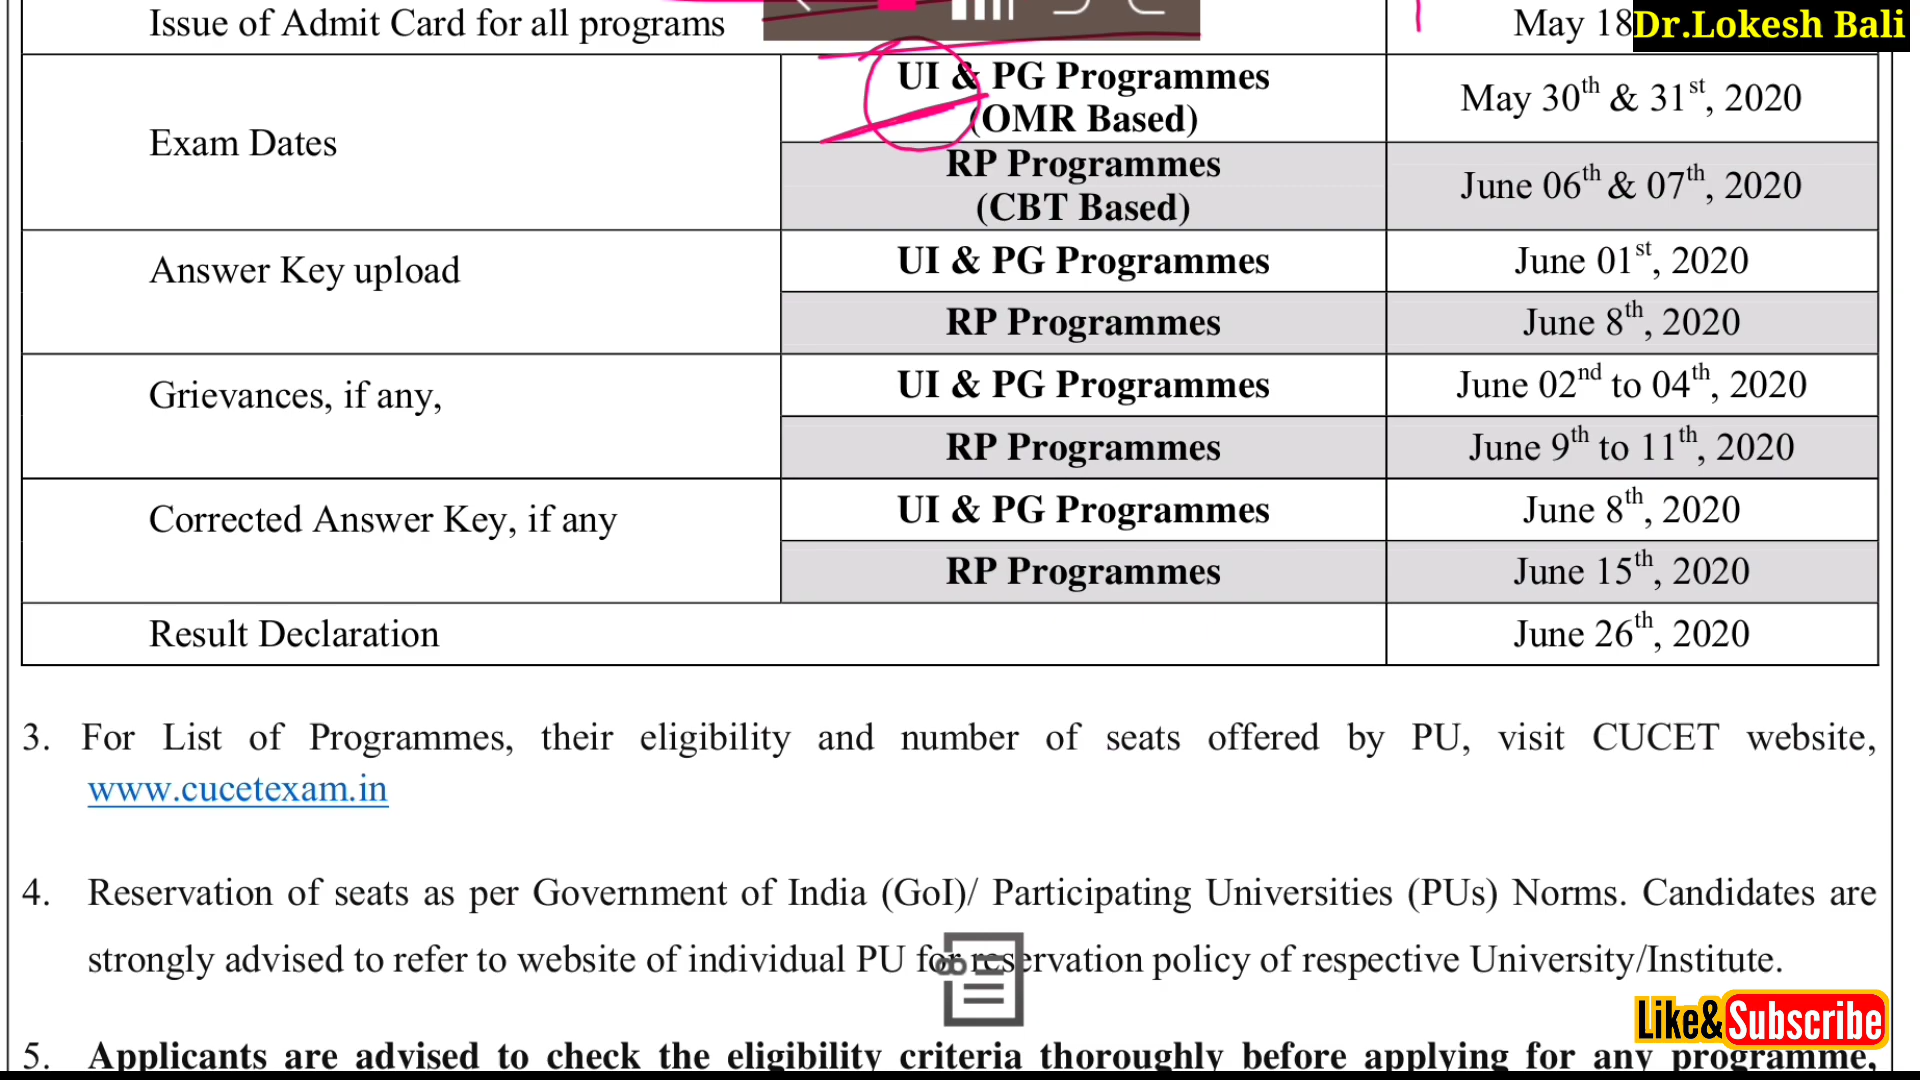 Issue of Admit Card for all programs May 18
Dr.Lokesh Bali
Exam Dates
UI & PG Programmes
(OMR Based)
May 30th & 31st, 2020
RP Programmes
(CBT Based)
June 06th & 07th, 2020
Answer Key upload
UI & PG Programmes June 01st, 2020
RP Programmes June 8th, 2020
Grievances, if any,
UI & PG Programmes June 02nd to 04th, 2020
RP Programmes June 9th to 11th, 2020
Corrected Answer Key, if any
UI & PG Programmes June 8th, 2020
RP Programmes June 15th, 2020
Result Declaration June 26th, 2020
3. For List of Programmes, their eligibility and number of seats offered by PU, visit CUCET website,
www.cucetexam.in
4. Reservation of seats as per Government of India (GoI)/ Participating Universities (PUs) Norms. Candidates are
strongly advised to refer to website of individual PU for reservation policy of respective University/Institute.
Like& Subscribe
5. Applicants are advised to check the eligibility criteria thoroughly before applying for any programme,